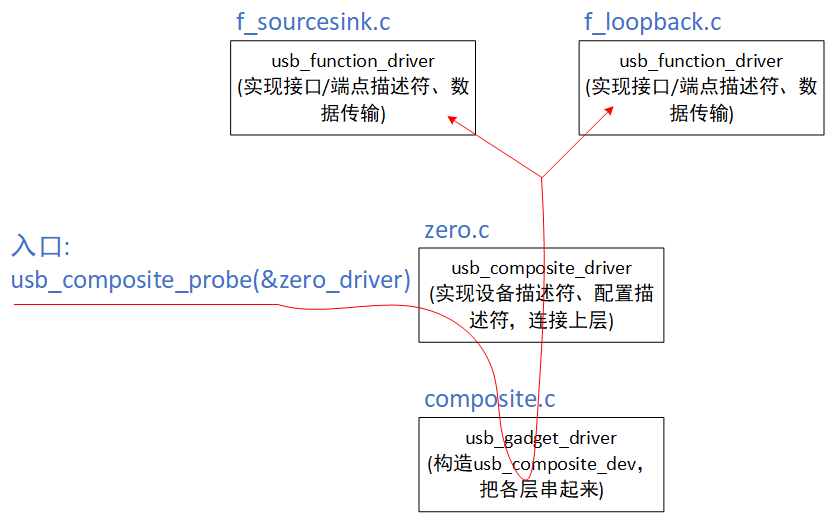 f_sourcesink.c
usb_function_driver
(实现接口/端点描述符、数
据传输)
f_loopback.c
usb_function_driver
(实现接口/端点描述符、数
据传输)
入口:
usb_composite_probe(&zero_driver)
zero.c
usb_composite_driver
(实现设备描述符、配置描
述符，连接上层)
composite.c
usb_gadget_driver
(构造usb_composite_dev，
把各层串起来)